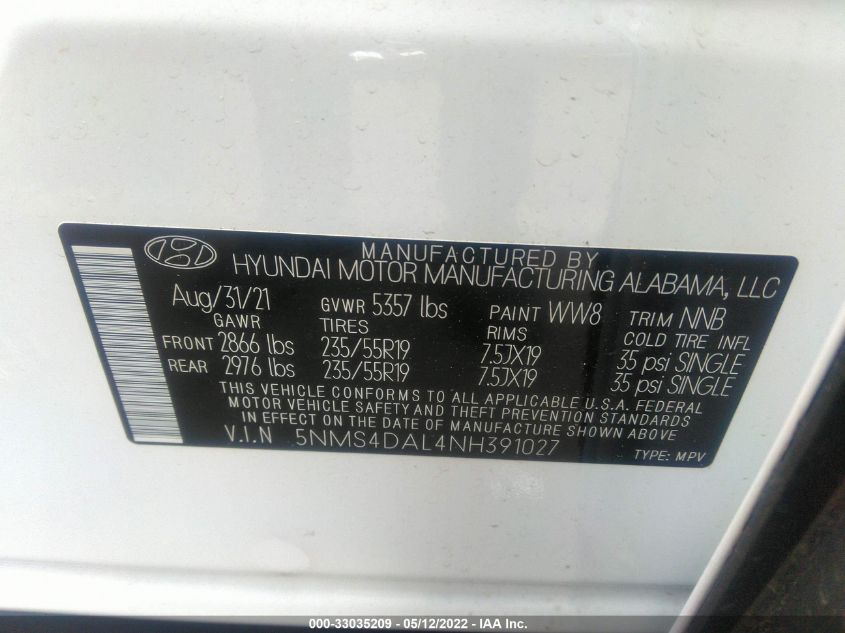 MANUFACTURED BY
HYUNDAI MOTOR MANUFACTURING ALABAMA, LLC
Aug/31/21 GVWR 5357 lbs PAINT WW8 TRIM NNB
GAWR TIRES RIMS COLD TIRE INFL
FRONT 2866 lbs 235/55R19 7.5JX19 35 psi SINGLE
REAR 2976 lbs 235/55R19 7.5JX19 35 psi SINGLE
THIS VEHICLE CONFORMS TO ALL APPLICABLE U.S.A. FEDERAL
MOTOR VEHICLE SAFETY AND THEFT PREVENTION STANDARDS
IN EFFECT ON THE DATE OF MANUFACTURE SHOWN ABOVE.
V.I.N 5NMS4DAL4NH391027 TYPE: MPV
000-33035209 - 05/12/2022 - IAA Inc.